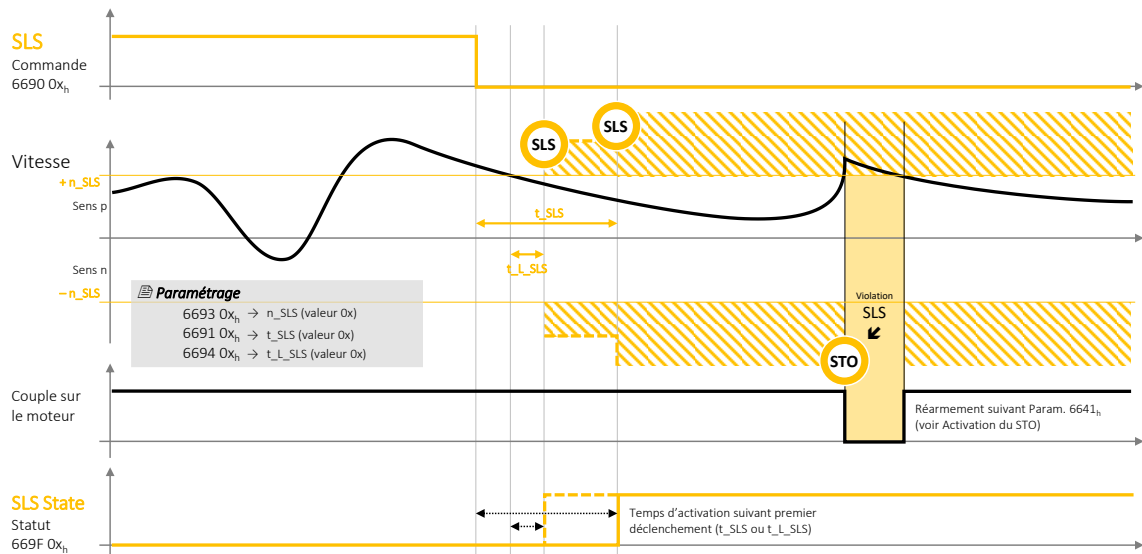 SLS
Commande
6690 0xₕ
SLS
SLS
Vitesse
+ n_SLS
Sens p
t_SLS
Sens n
t_L_SLS
– n_SLS
Paramétrage
6693 0xₕ → n_SLS (valeur 0x)
6691 0xₕ → t_SLS (valeur 0x)
6694 0xₕ → t_L_SLS (valeur 0x)
Violation
SLS
STO
Couple sur
le moteur
Réarmement suivant Param. 6641ₕ
(voir Activation du STO)
SLS State
Statut
669F 0xₕ
Temps d’activation suivant premier
déclenchement (t_SLS ou t_L_SLS)